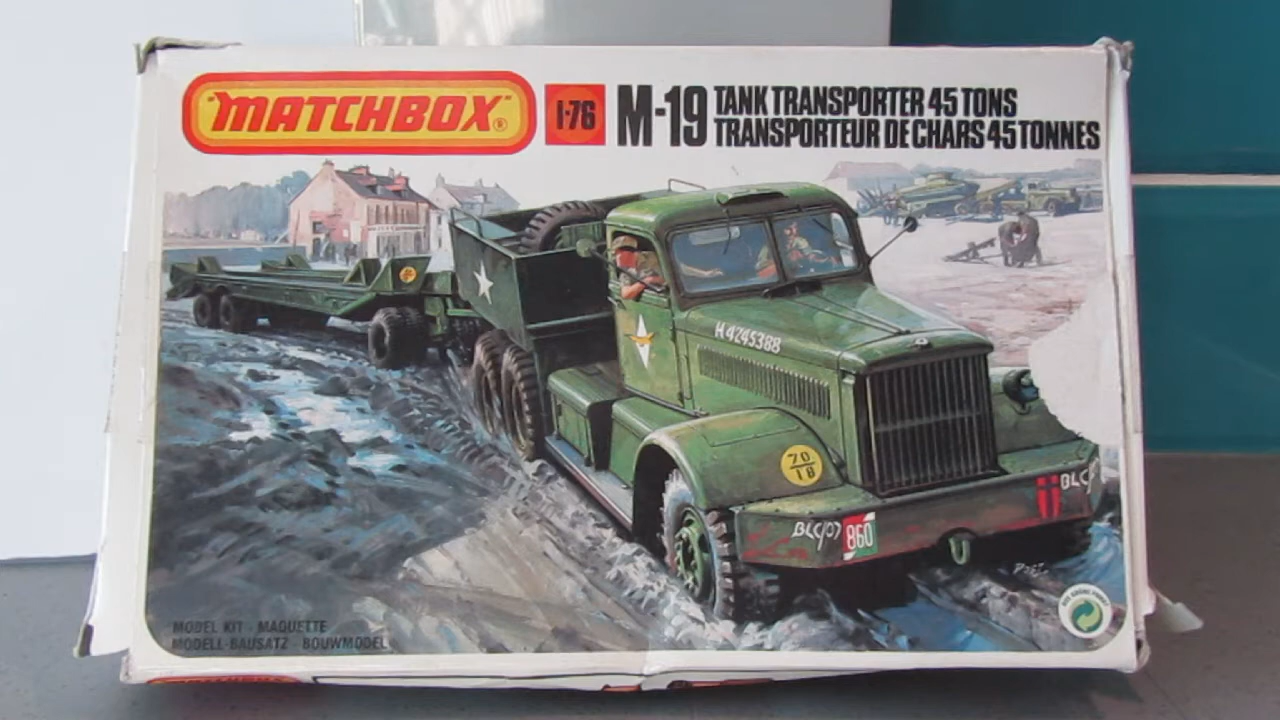 "MATCHBOX"®
1-76
M-19 TANK TRANSPORTER 45 TONS
TRANSPORTEUR DE CHARS 45 TONNES
H 4245388
70
18
BLC/07
860
BLC
MODEL KIT - MAQUETTE
MODELL-BAUSATZ - BOUWMODEL